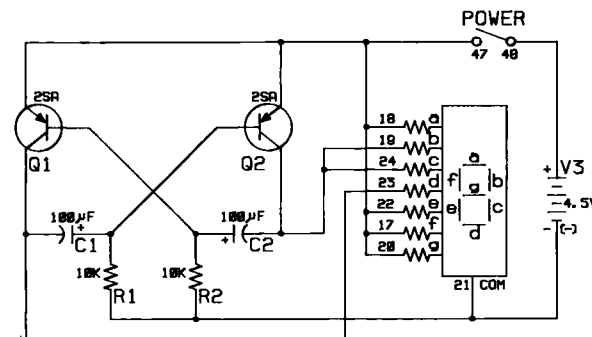 POWER
47 48
2SA
2SA
Q1
Q2
18 a
19 b
24 c
23 d
22 e
17 f
20 g
a
f
b
g
e
c
d
+ V3
4.5V
- (-)
100µF
+
C1
100µF
+
C2
10K
R1
10K
R2
21 COM